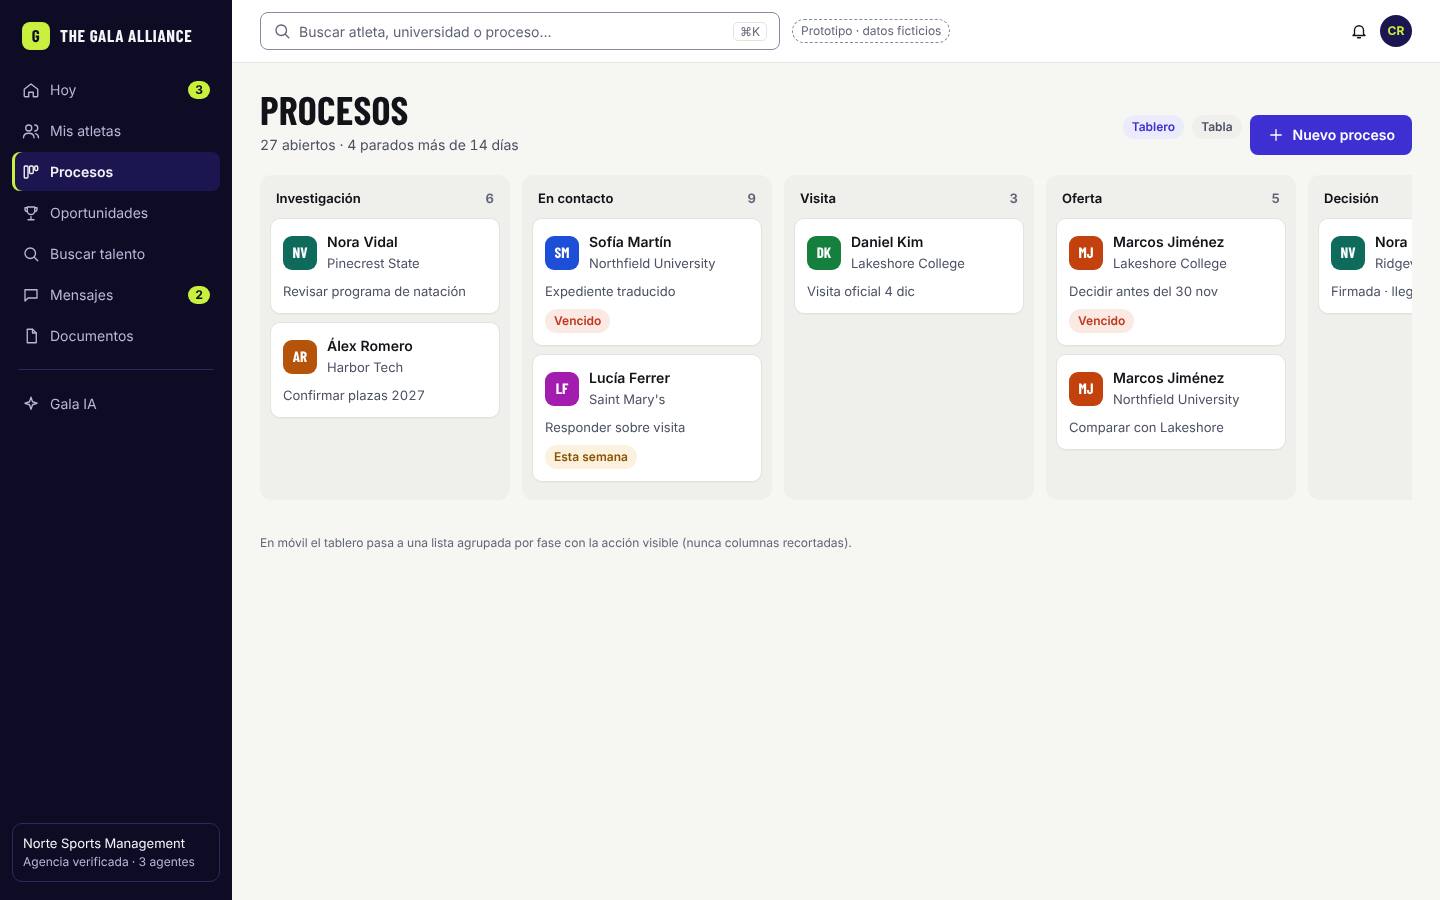 G THE GALA ALLIANCE
Hoy 3
Mis atletas
Procesos
Oportunidades
Buscar talento
Mensajes 2
Documentos
Gala IA
Norte Sports Management
Agencia verificada · 3 agentes
Buscar atleta, universidad o proceso... ⌘K
Prototipo · datos ficticios
CR
PROCESOS
27 abiertos · 4 parados más de 14 días
Tablero
Tabla
Nuevo proceso
Investigación 6
NV
Nora Vidal
Pinecrest State
Revisar programa de natación
AR
Álex Romero
Harbor Tech
Confirmar plazas 2027
En contacto 9
SM
Sofía Martín
Northfield University
Expediente traducido
Vencido
LF
Lucía Ferrer
Saint Mary's
Responder sobre visita
Esta semana
Visita 3
DK
Daniel Kim
Lakeshore College
Visita oficial 4 dic
Oferta 5
MJ
Marcos Jiménez
Lakeshore College
Decidir antes del 30 nov
Vencido
MJ
Marcos Jiménez
Northfield University
Comparar con Lakeshore
Decisión
NV
Nora
Firmada ·
En móvil el tablero pasa a una lista agrupada por fase con la acción visible (nunca columnas recortadas).